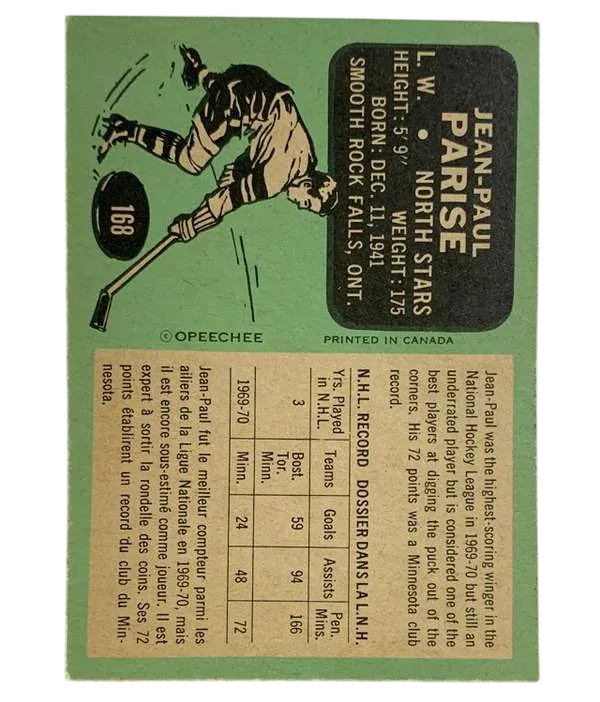 JEAN-PAUL
PARISE
L. W. • NORTH STARS
HEIGHT: 5' 9" WEIGHT: 175
BORN: DEC. 11, 1941
SMOOTH ROCK FALLS, ONT.
168
© OPEECHEE
PRINTED IN CANADA
Jean-Paul was the highest-scoring winger in the
National Hockey League in 1969-70 but still an
underrated player but is considered one of the
best players at digging the puck out of the
corners. His 72 points was a Minnesota club
record.
N.H.L. RECORD DOSSIER DANS LA L.N.H.
Yrs. Played in N.H.L. Teams Goals Assists Pen. Mins.
3 Bost. Tor. Minn. 59 94 166
1969-70 Minn. 24 48 72
Jean-Paul fut le meilleur compteur parmi les
ailiers de la Ligue Nationale en 1969-70, mais
il est encore sous-estimé comme joueur. Il est
expert à sortir la rondelle des coins. Ses 72
points établirent un record du club du Min-
nesota.